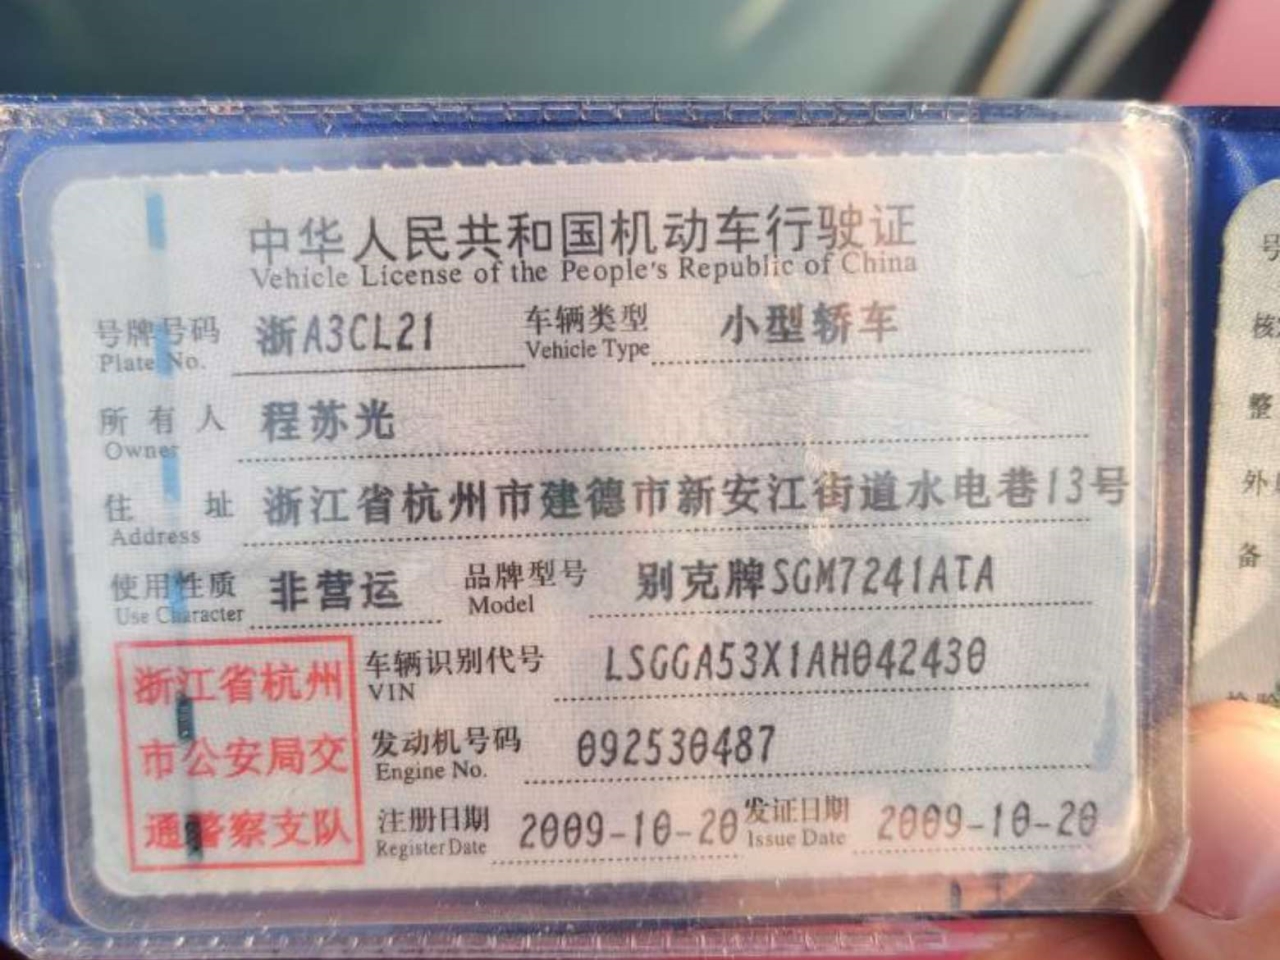 中华人民共和国机动车行驶证
Vehicle License of the People's Republic of China
号牌号码 浙A3CL21 车辆类型 小型轿车
Plate No. Vehicle Type
所有人 程苏光
Owner
住址 浙江省杭州市建德市新安江街道水电巷13号
Address
使用性质 非营运 品牌型号 别克牌SGM7241ATA
Use Character Model
浙江省杭州
市公安局交
通警察支队
车辆识别代号 LSGGA53X1AH042430
VIN
发动机号码 092530487
Engine No.
注册日期 2009-10-20 发证日期 2009-10-20
Register Date Issue Date
号
核
整
外
备